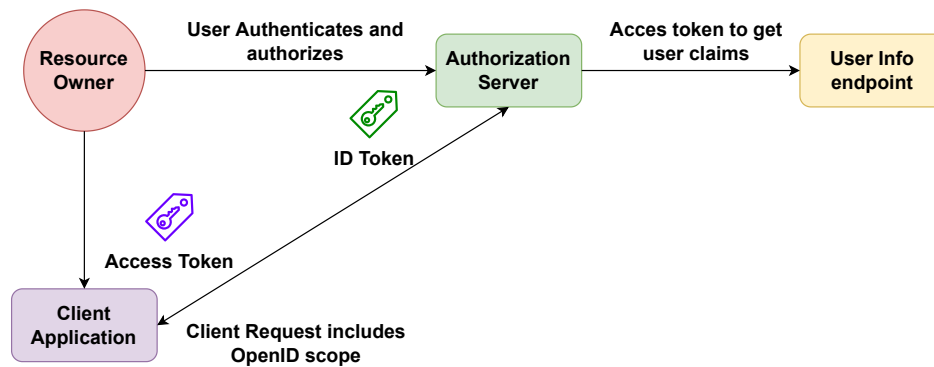 User Authenticates and
authorizes
Acces token to get
user claims
Resource
Owner
Authorization
Server
User Info
endpoint
ID Token
Access Token
Client
Application
Client Request includes
OpenID scope